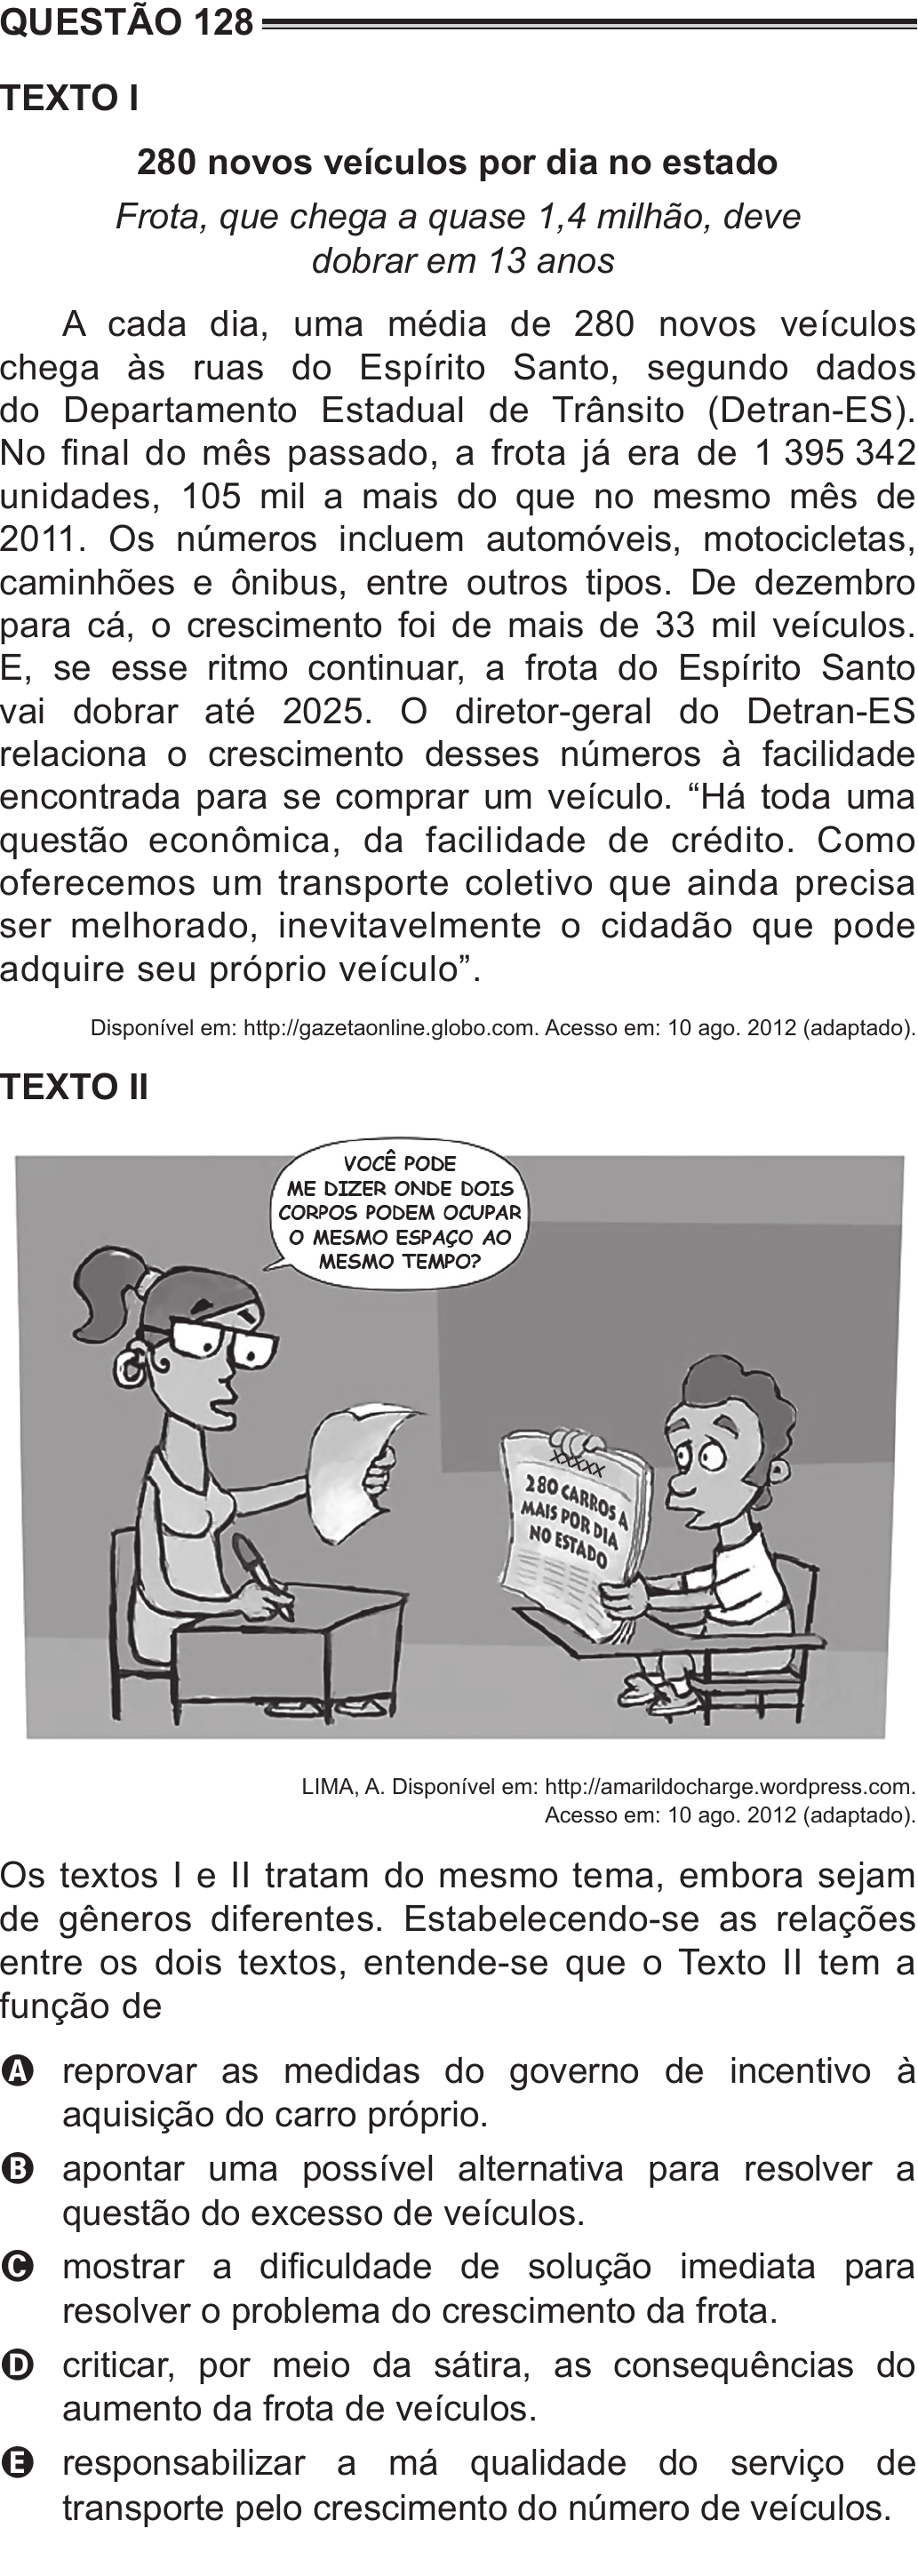 QUESTÃO 128
TEXTO I
280 novos veículos por dia no estado
Frota, que chega a quase 1,4 milhão, deve
dobrar em 13 anos
A cada dia, uma média de 280 novos veículos
chega às ruas do Espírito Santo, segundo dados
do Departamento Estadual de Trânsito (Detran-ES).
No final do mês passado, a frota já era de 1 395 342
unidades, 105 mil a mais do que no mesmo mês de
2011. Os números incluem automóveis, motocicletas,
caminhões e ônibus, entre outros tipos. De dezembro
para cá, o crescimento foi de mais de 33 mil veículos.
E, se esse ritmo continuar, a frota do Espírito Santo
vai dobrar até 2025. O diretor-geral do Detran-ES
relaciona o crescimento desses números à facilidade
encontrada para se comprar um veículo. “Há toda uma
questão econômica, da facilidade de crédito. Como
oferecemos um transporte coletivo que ainda precisa
ser melhorado, inevitavelmente o cidadão que pode
adquire seu próprio veículo”.
Disponível em: http://gazetaonline.globo.com. Acesso em: 10 ago. 2012 (adaptado).
TEXTO II
VOCÊ PODE
ME DIZER ONDE DOIS
CORPOS PODEM OCUPAR
O MESMO ESPAÇO AO
MESMO TEMPO?
XXXXX
280 CARROS A
MAIS POR DIA
NO ESTADO
LIMA, A. Disponível em: http://amarildocharge.wordpress.com.
Acesso em: 10 ago. 2012 (adaptado).
Os textos I e II tratam do mesmo tema, embora sejam
de gêneros diferentes. Estabelecendo-se as relações
entre os dois textos, entende-se que o Texto II tem a
função de
A reprovar as medidas do governo de incentivo à
aquisição do carro próprio.
B apontar uma possível alternativa para resolver a
questão do excesso de veículos.
C mostrar a dificuldade de solução imediata para
resolver o problema do crescimento da frota.
D criticar, por meio da sátira, as consequências do
aumento da frota de veículos.
E responsabilizar a má qualidade do serviço de
transporte pelo crescimento do número de veículos.